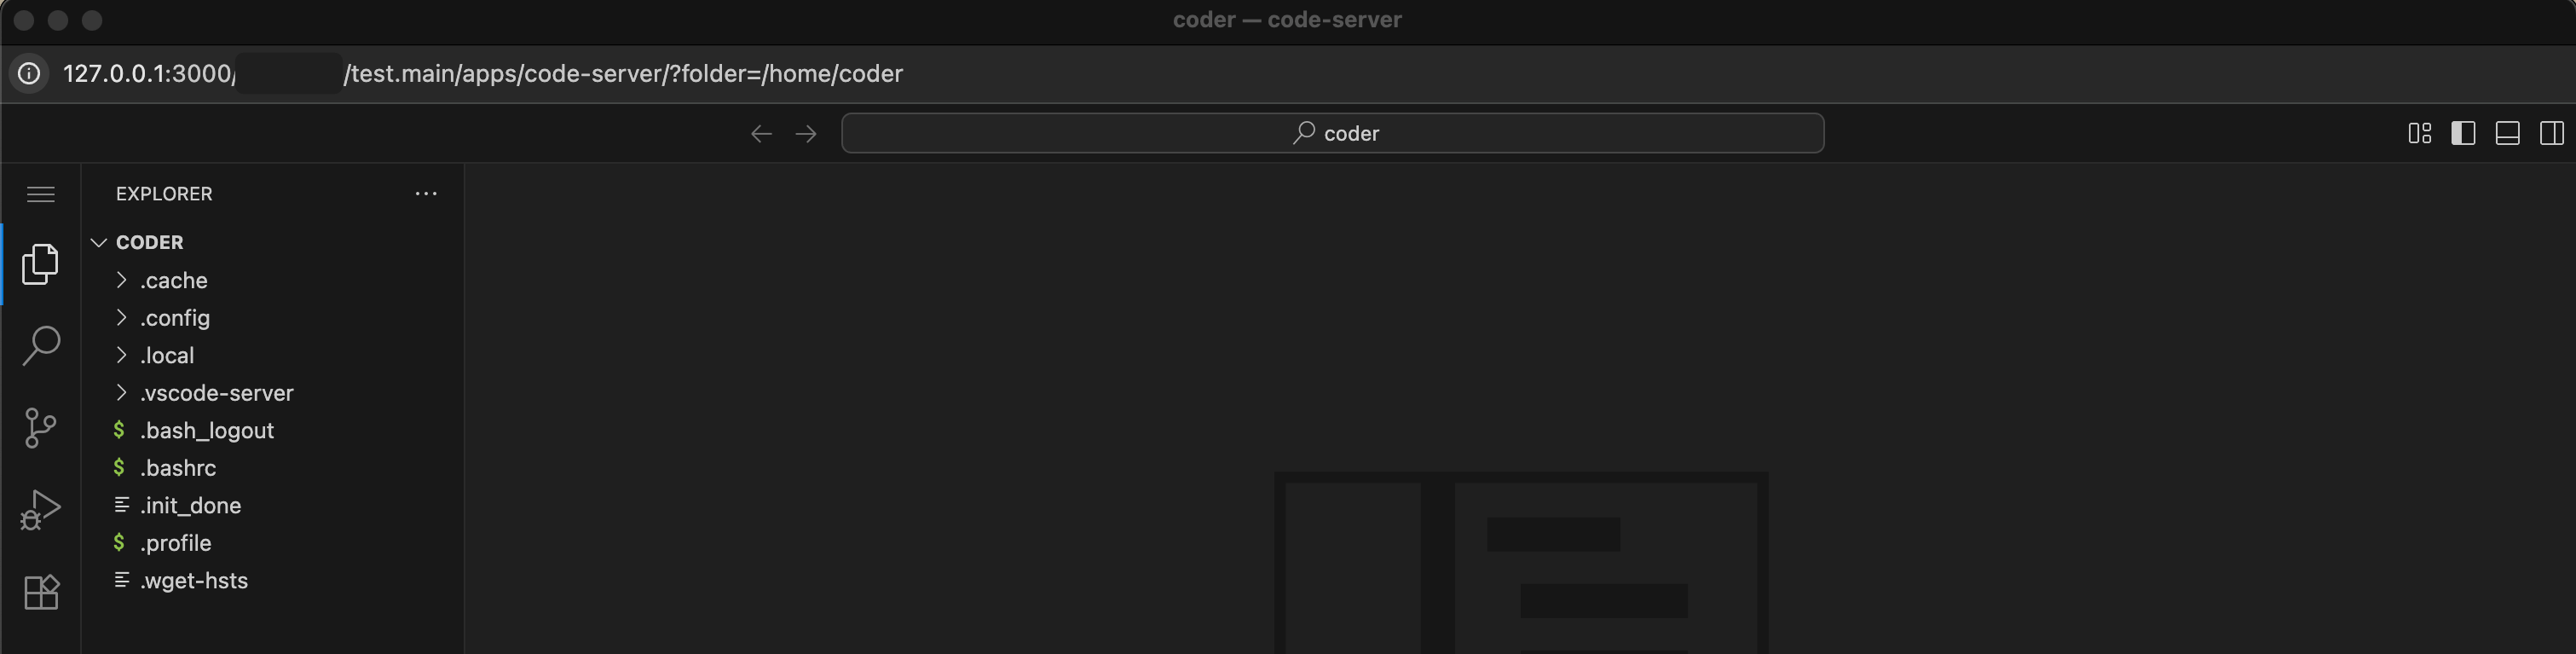 coder — code-server
127.0.0.1:3000/ /test.main/apps/code-server/?folder=/home/coder
coder
EXPLORER
CODER
.cache
.config
.local
.vscode-server
$ .bash_logout
$ .bashrc
.init_done
$ .profile
.wget-hsts